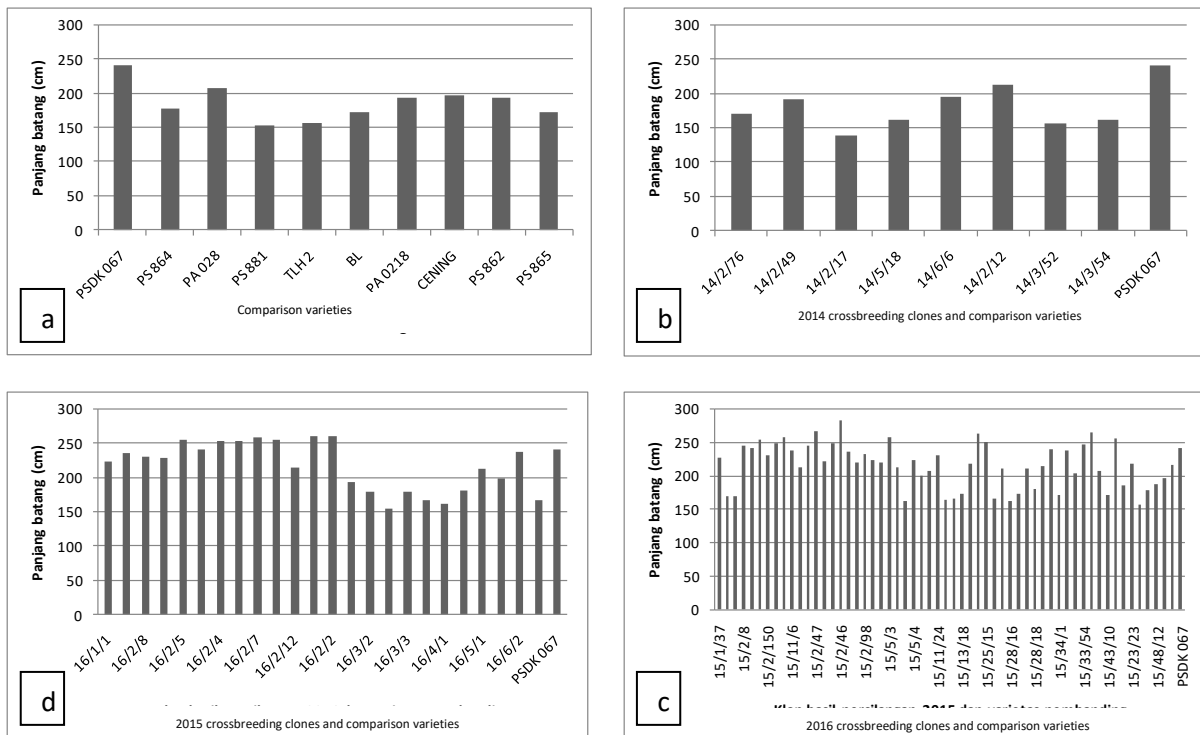 300
250
200
150
100
50
0
Panjang batang (cm)
PSDK 067
PS 864
PA 028
PS 881
TLH 2
BL
PA 0218
CENING
PS 862
PS 865
Comparison varieties
a
300
250
200
150
100
50
0
Panjang batang (cm)
14/2/76
14/2/49
14/2/17
14/5/18
14/6/6
14/2/12
14/3/52
14/3/54
PSDK 067
2014 crossbreeding clones and comparison varieties
b
300
250
200
150
100
50
0
Panjang batang (cm)
16/1/1
16/2/8
16/2/5
16/2/4
16/2/7
16/2/12
16/2/2
16/3/2
16/3/3
16/4/1
16/5/1
16/6/2
PSDK 067
2015 crossbreeding clones and comparison varieties
d
300
250
200
150
100
50
0
Panjang batang (cm)
15/1/37
15/2/8
15/2/150
15/11/6
15/2/47
15/2/46
15/2/98
15/5/3
15/5/4
15/11/24
15/13/18
15/25/15
15/28/16
15/28/18
15/34/1
15/33/54
15/43/10
15/23/23
15/48/12
PSDK 067
Klon hasil persilangan 2015 dan varietas pembanding
2016 crossbreeding clones and comparison varieties
c